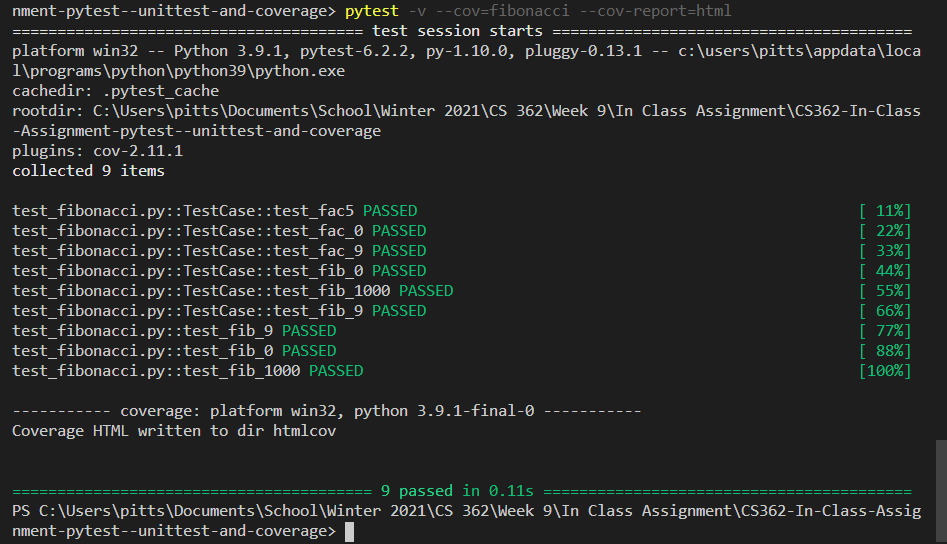 nment-pytest--unittest-and-coverage> pytest -v --cov=fibonacci --cov-report=html
======================================= test session starts ========================================
platform win32 -- Python 3.9.1, pytest-6.2.2, py-1.10.0, pluggy-0.13.1 -- c:\users\pitts\appdata\loca
l\programs\python\python39\python.exe
cachedir: .pytest_cache
rootdir: C:\Users\pitts\Documents\School\Winter 2021\CS 362\Week 9\In Class Assignment\CS362-In-Class
-Assignment-pytest--unittest-and-coverage
plugins: cov-2.11.1
collected 9 items
test_fibonacci.py::TestCase::test_fac5 PASSED [ 11%]
test_fibonacci.py::TestCase::test_fac_0 PASSED [ 22%]
test_fibonacci.py::TestCase::test_fac_9 PASSED [ 33%]
test_fibonacci.py::TestCase::test_fib_0 PASSED [ 44%]
test_fibonacci.py::TestCase::test_fib_1000 PASSED [ 55%]
test_fibonacci.py::TestCase::test_fib_9 PASSED [ 66%]
test_fibonacci.py::test_fib_9 PASSED [ 77%]
test_fibonacci.py::test_fib_0 PASSED [ 88%]
test_fibonacci.py::test_fib_1000 PASSED [100%]
----------- coverage: platform win32, python 3.9.1-final-0 -----------
Coverage HTML written to dir htmlcov
======================================== 9 passed in 0.11s =========================================
PS C:\Users\pitts\Documents\School\Winter 2021\CS 362\Week 9\In Class Assignment\CS362-In-Class-Assig
nment-pytest--unittest-and-coverage>